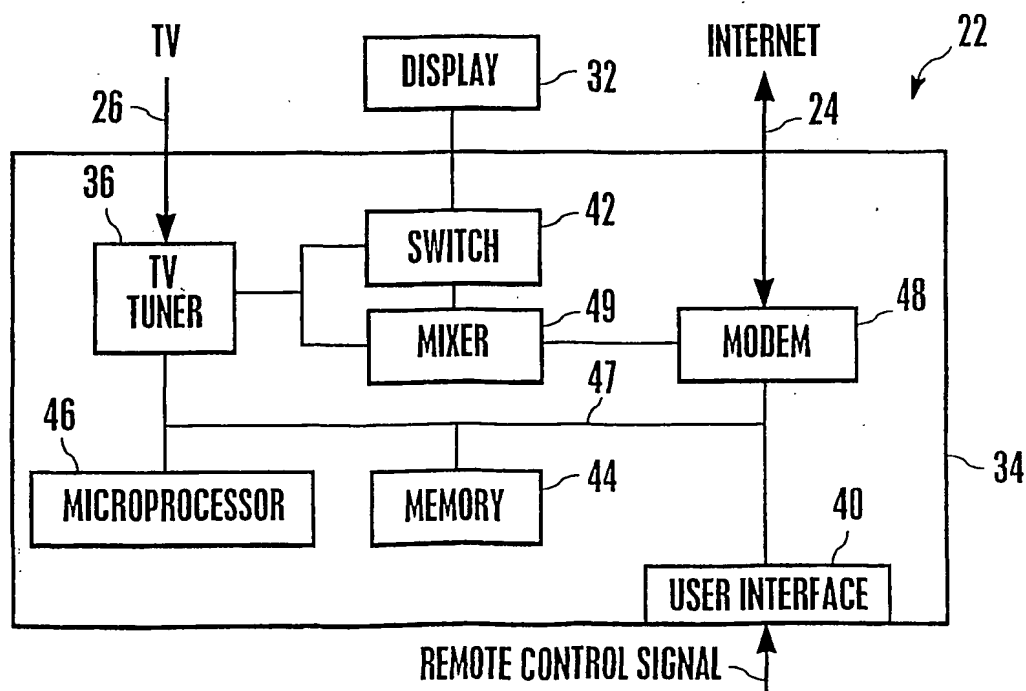 TV
DISPLAY
INTERNET
22
26
32
24
36
42
SWITCH
TV
TUNER
49
48
MIXER
MODEM
47
46
MICROPROCESSOR
MEMORY
44
34
40
USER INTERFACE
REMOTE CONTROL SIGNAL